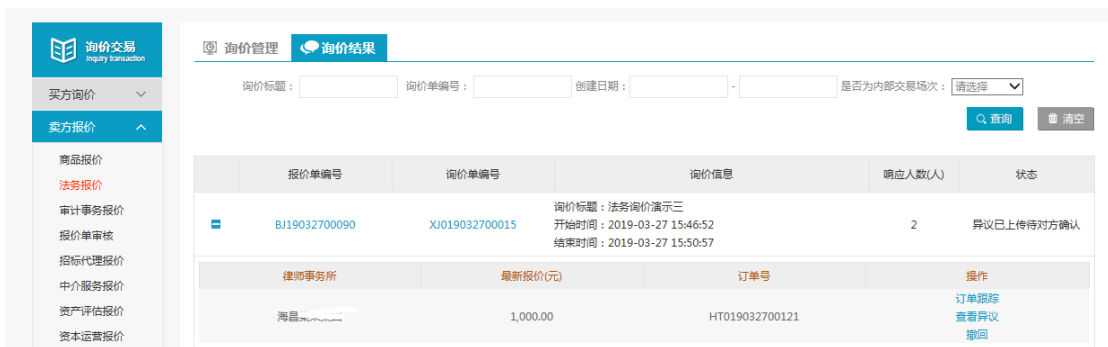 询价交易
Inquiry transaction
买方询价
卖方报价
商品报价
法务报价
审计事务报价
报价单审核
招标代理报价
中介服务报价
资产评估报价
资本运营报价
询价管理 询价结果
询价标题： 询价单编号： 创建日期： - 是否为内部交易场次： 请选择
查询 清空
报价单编号 询价单编号 询价信息 响应人数(人) 状态
询价标题：法务询价演示三
BJ19032700090 XJ019032700015 开始时间：2019-03-27 15:46:52 2 异议已上传待对方确认
结束时间：2019-03-27 15:50:57
律师事务所 最新报价(元) 订单号 操作
订单跟踪
海昌 1,000.00 HT019032700121 查看异议
撤回